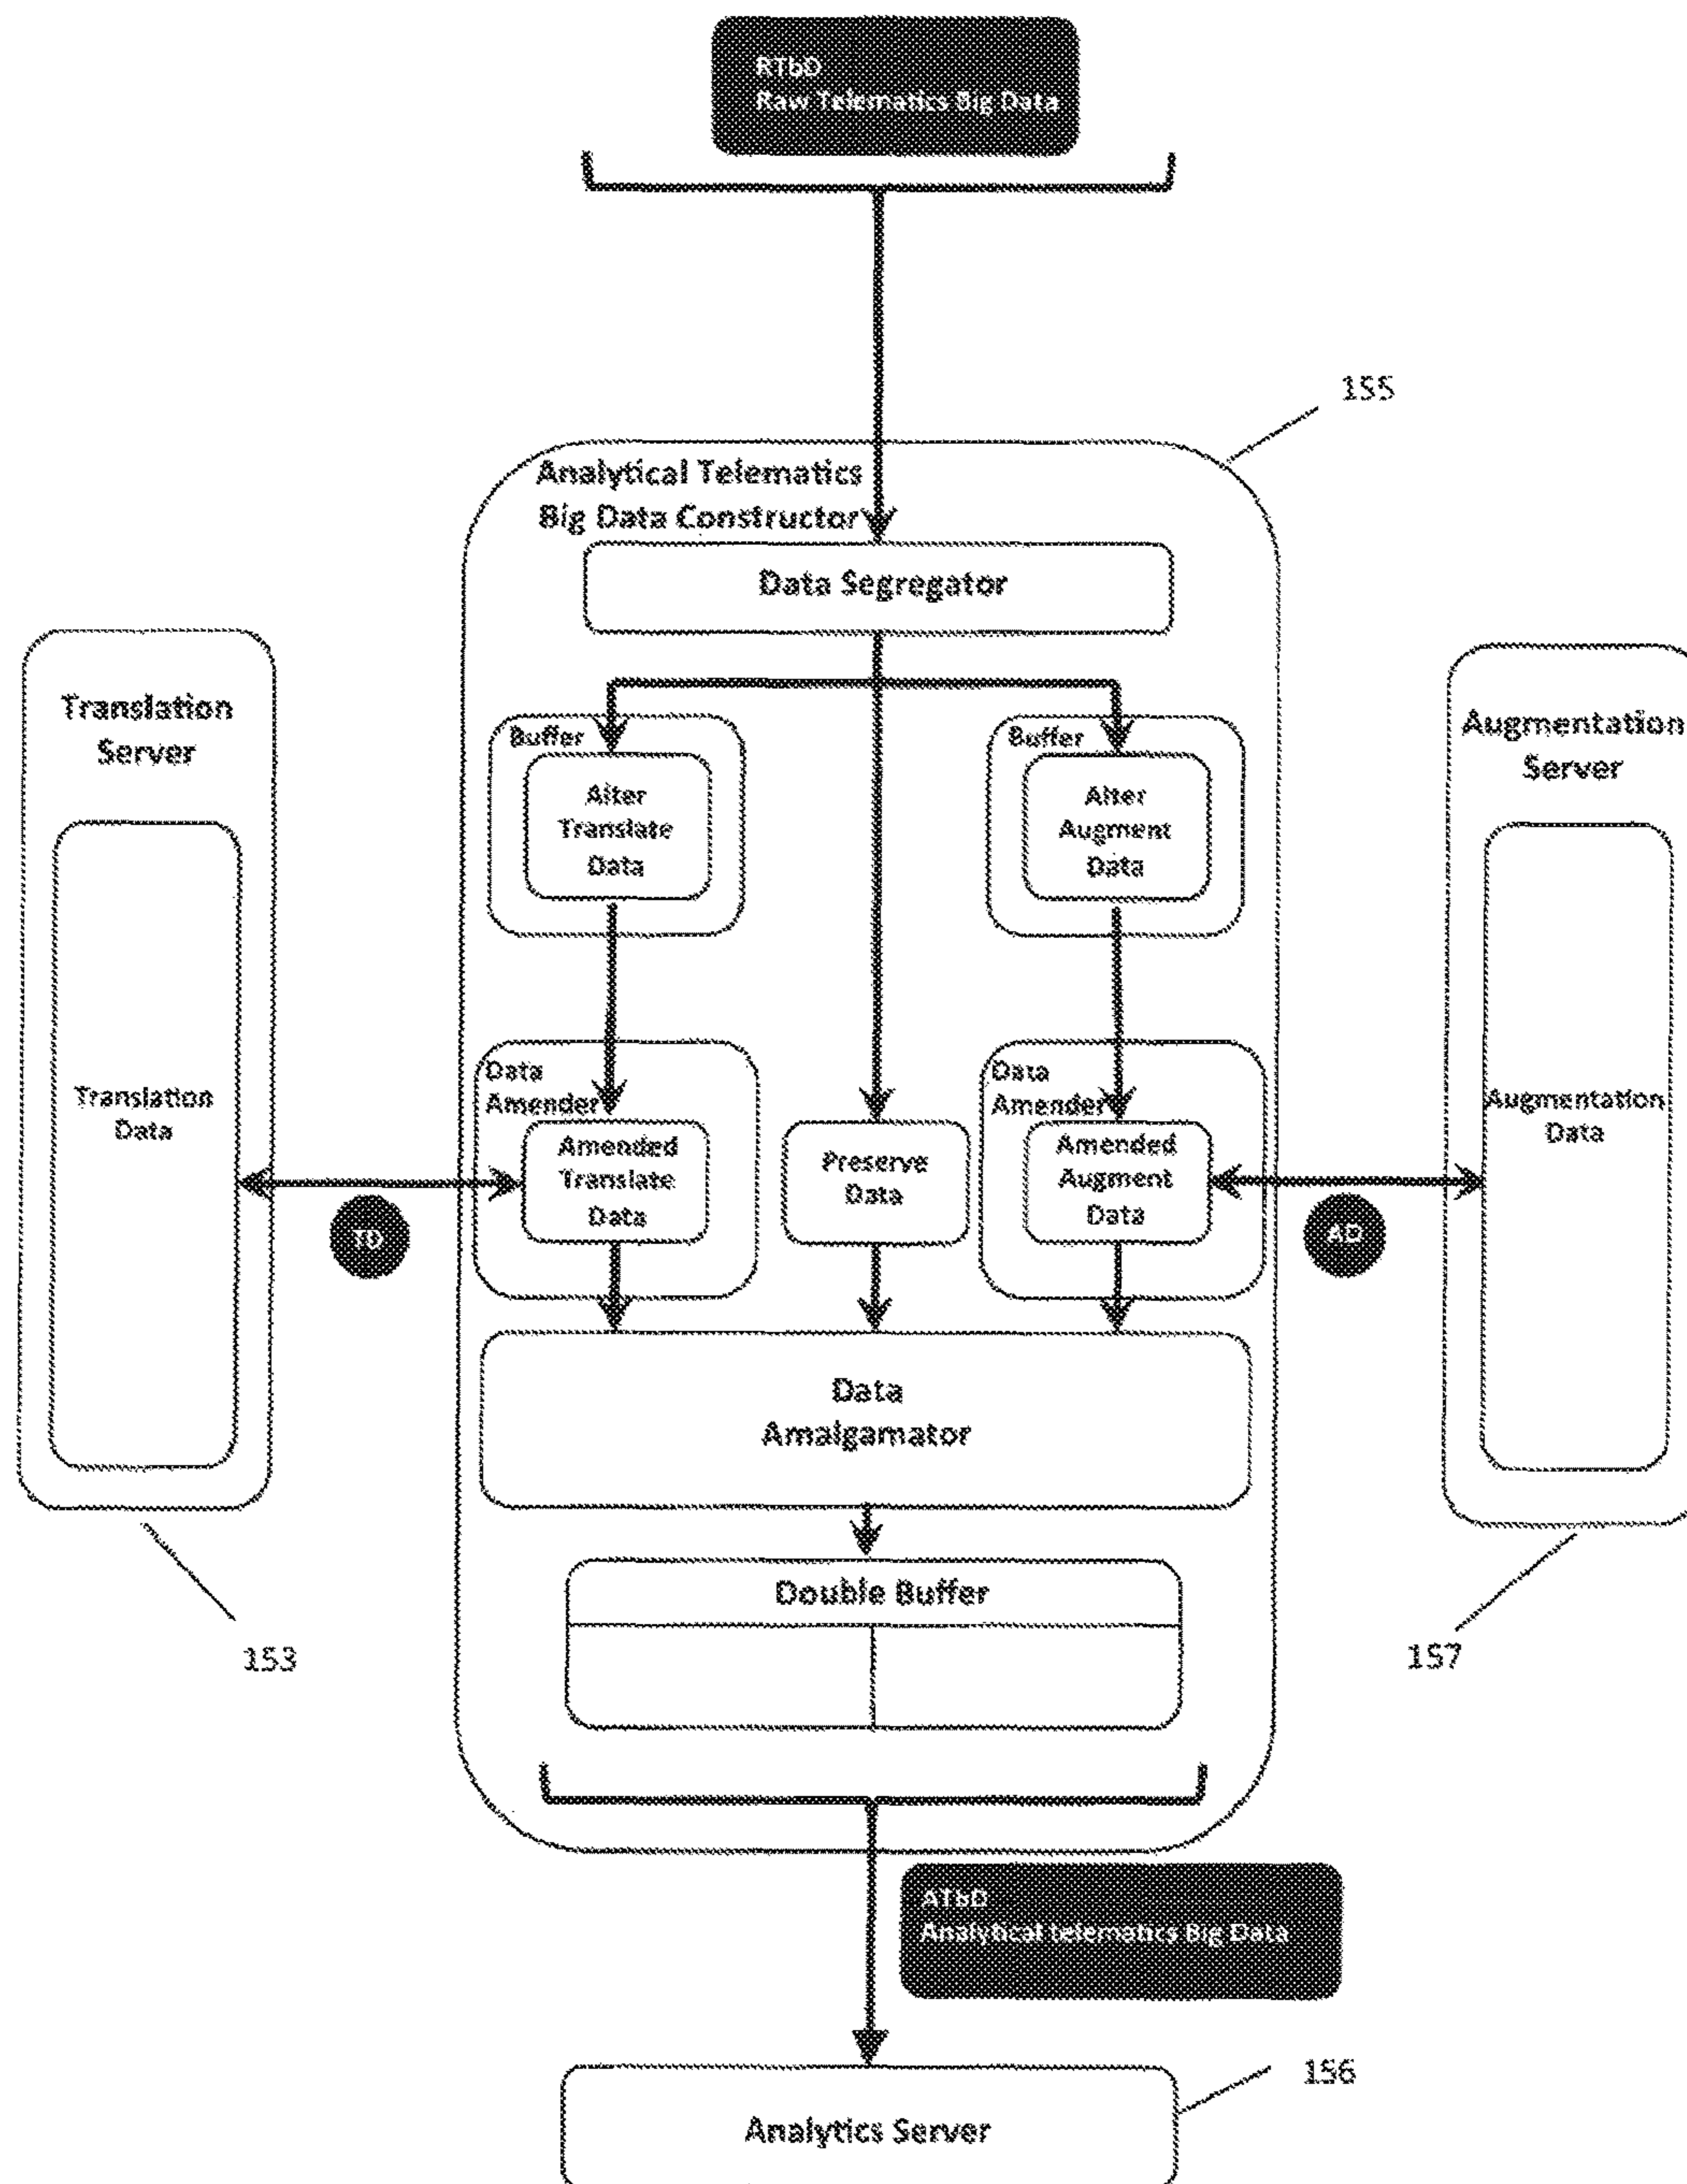 RTbD
Raw Telematics Big Data
155
Analytical Telematics
Big Data Constructor
Data Segregator
Translation
Server
Augmentation
Server
Buffer
Buffer
Alter
Translate
Data
Alter
Augment
Data
Translation
Data
Augmentation
Data
Data
Amender
Data
Amender
Amended
Translate
Data
Preserve
Data
Amended
Augment
Data
TD
AD
Data
Amalgamator
Double Buffer
153
157
ATbD
Analytical telematics Big Data
156
Analytics Server